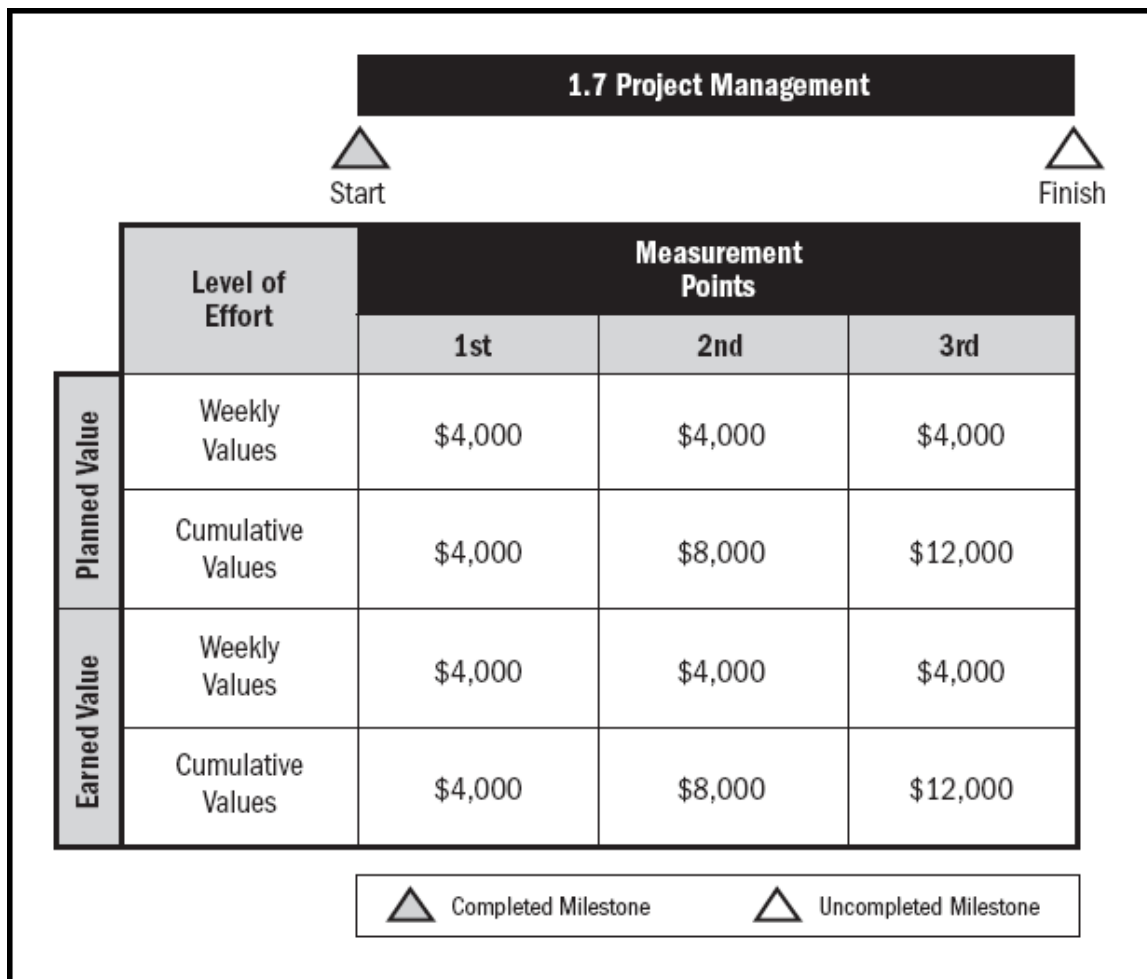 1.7 Project Management
Start
Finish
Level of
Effort
Measurement
Points
1st
2nd
3rd
Planned Value
Weekly
Values
$4,000
$4,000
$4,000
Cumulative
Values
$4,000
$8,000
$12,000
Earned Value
Weekly
Values
$4,000
$4,000
$4,000
Cumulative
Values
$4,000
$8,000
$12,000
Completed Milestone
Uncompleted Milestone